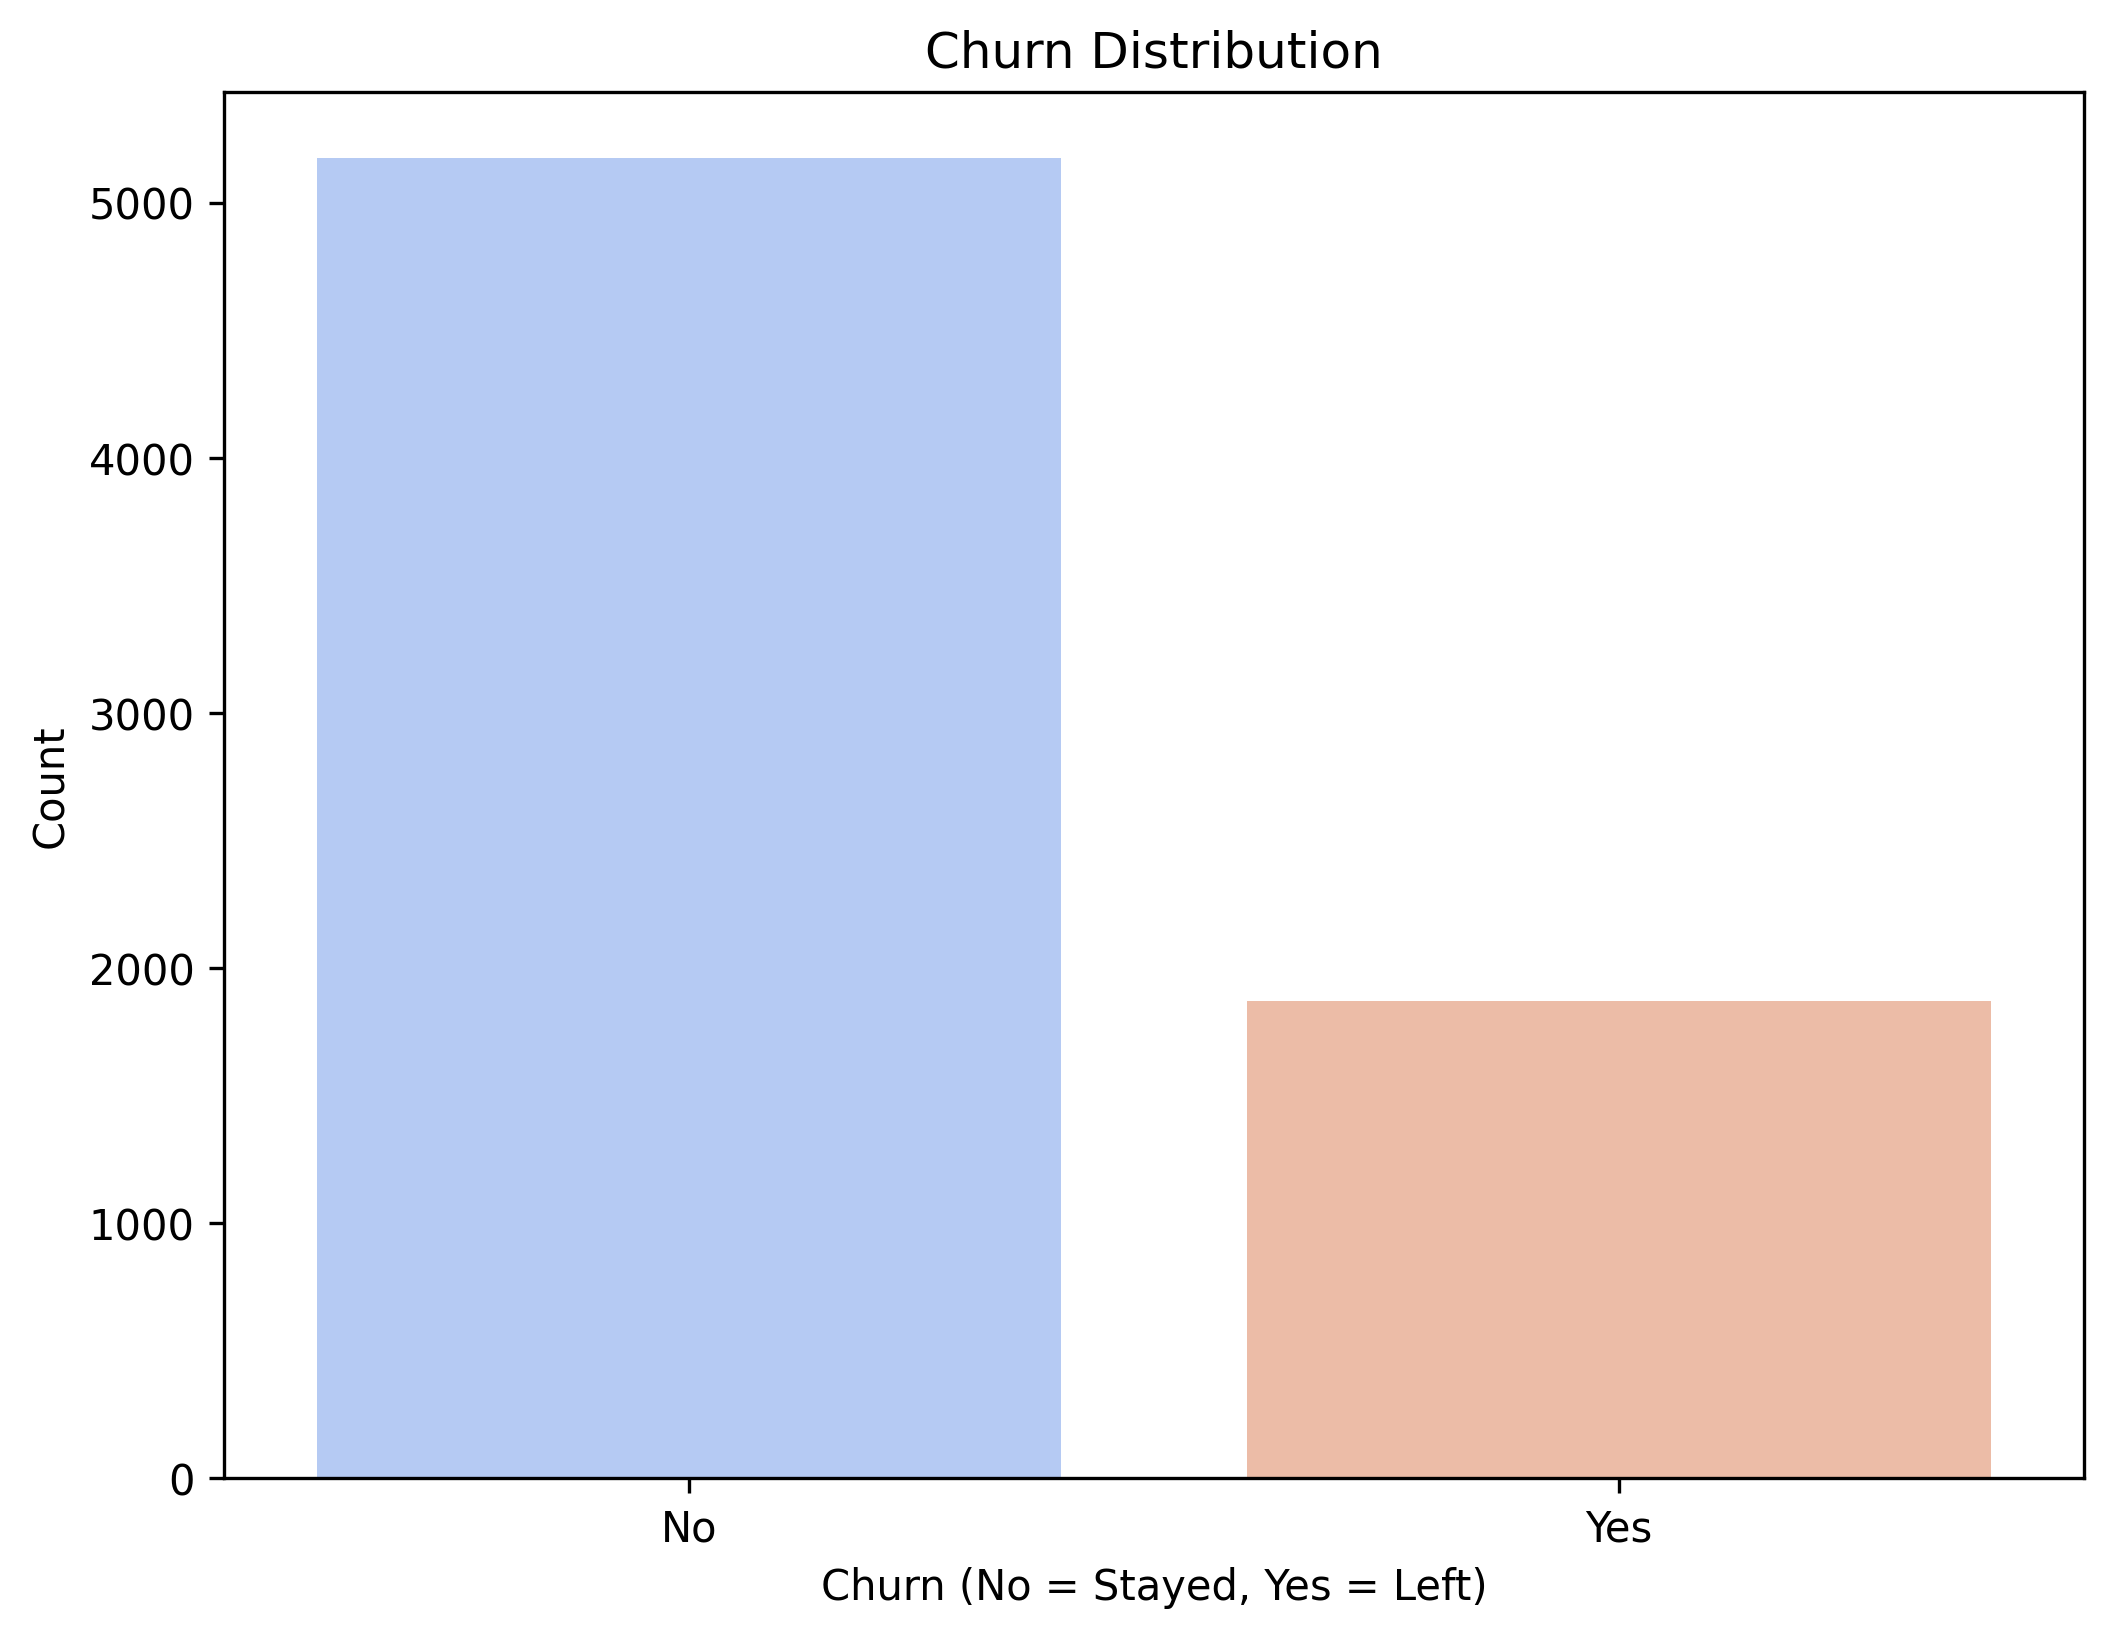 Churn Distribution
Count
5000
4000
3000
2000
1000
0
No
Yes
Churn (No = Stayed, Yes = Left)